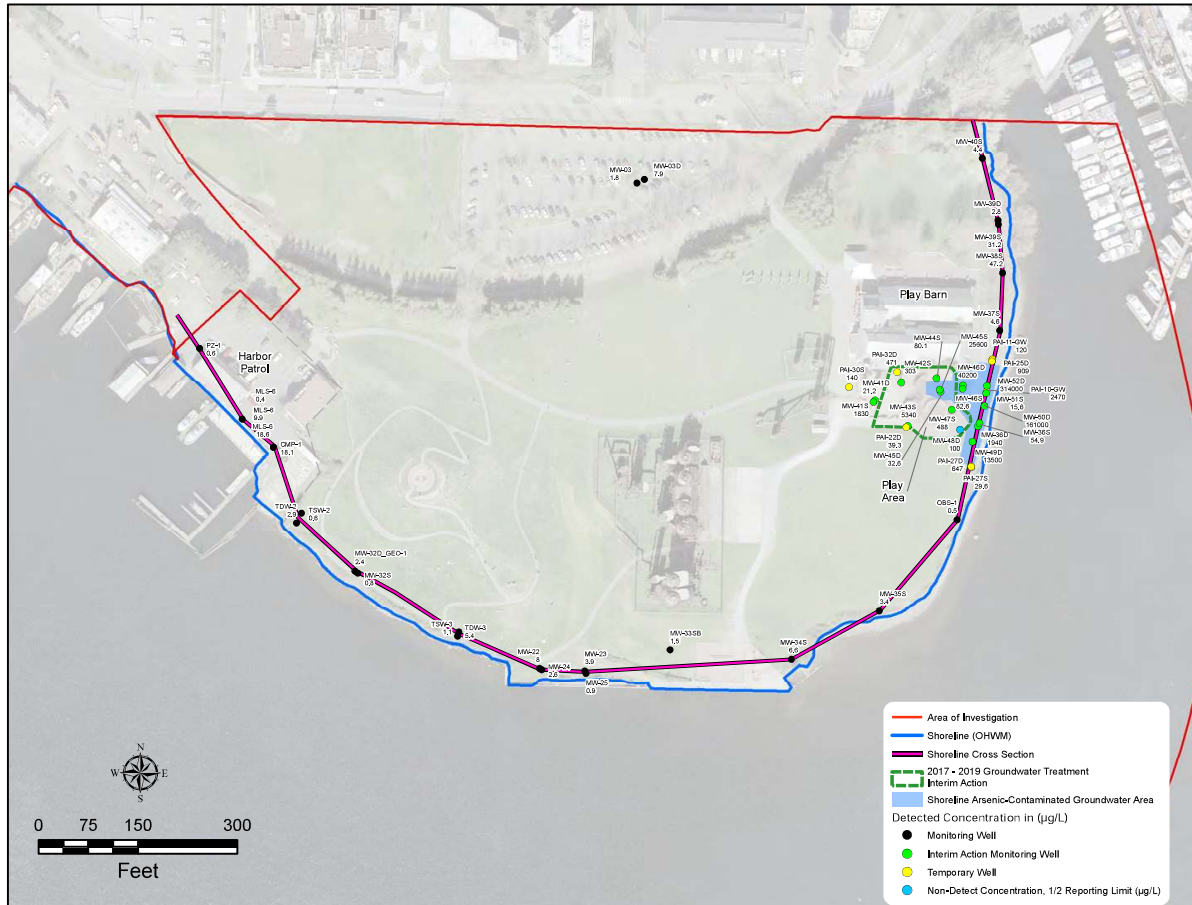 MW-40S
4.4
MW-03
1.8
MW-03D
7.9
MW-39D
2.8
MW-39S
31.2
MW-38S
47.2
Play Barn
MW-37S
4.6
PZ-1
0.6
Harbor
Patrol
MW-44S
80.1
MW-45S
25600
PAI-11-GW
120
PAI-32D
471
MW-42S
303
MW-46D
40200
PAI-25D
909
PAI-30S
140
MW-41D
21.2
MW-52D
314000
PAI-10-GW
2470
MLS-6
0.4
MLS-6
9.9
MLS-6
18.6
MW-41S
1830
MW-43S
5340
MW-46S
82.6
MW-51S
15.6
MW-47S
488
MW-50D
161000
MW-36S
54.9
CMP-1
18.1
PAI-22D
39.3
MW-48D
100
MW-36D
1940
MW-45D
32.6
MW-49D
13500
PAI-27D
647
PAI-27S
29.6
Play
Area
TDW-2
2.9
TSW-2
0.6
OBS-1
0.5
MW-32D_GEO-1
2.4
MW-32S
0.8
MW-35S
3.4
TSW-3
1.1
TDW-3
5.4
MW-33SB
1.5
MW-34S
6.6
MW-22
8
MW-24
2.6
MW-23
3.9
MW-25
0.9
N
W
E
S
0 75 150 300
Feet
Area of Investigation
Shoreline (OHWM)
Shoreline Cross Section
2017 - 2019 Groundwater Treatment
Interim Action
Shoreline Arsenic-Contaminated Groundwater Area
Detected Concentration in (µg/L)
Monitoring Well
Interim Action Monitoring Well
Temporary Well
Non-Detect Concentration, 1/2 Reporting Limit (µg/L)